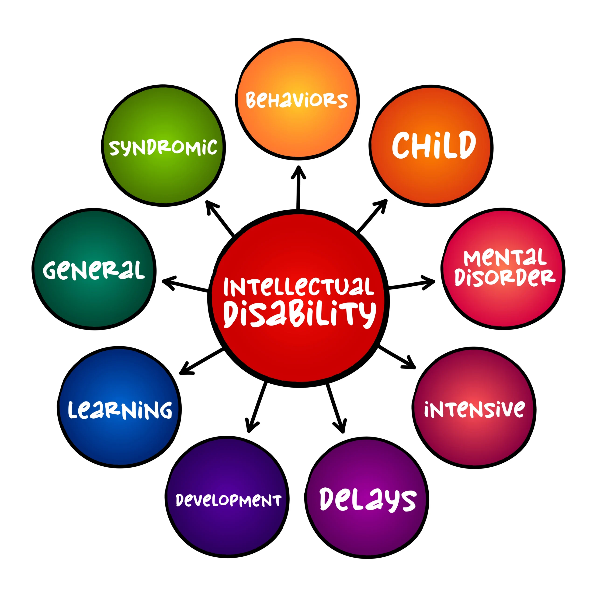 BEHAVIORS
CHILD
MENTAL
DISORDER
INTENSIVE
DELAYS
DEVELOPMENT
LEARNING
GENERAL
SYNDROMIC
INTELLECTUAL
DISABILITY